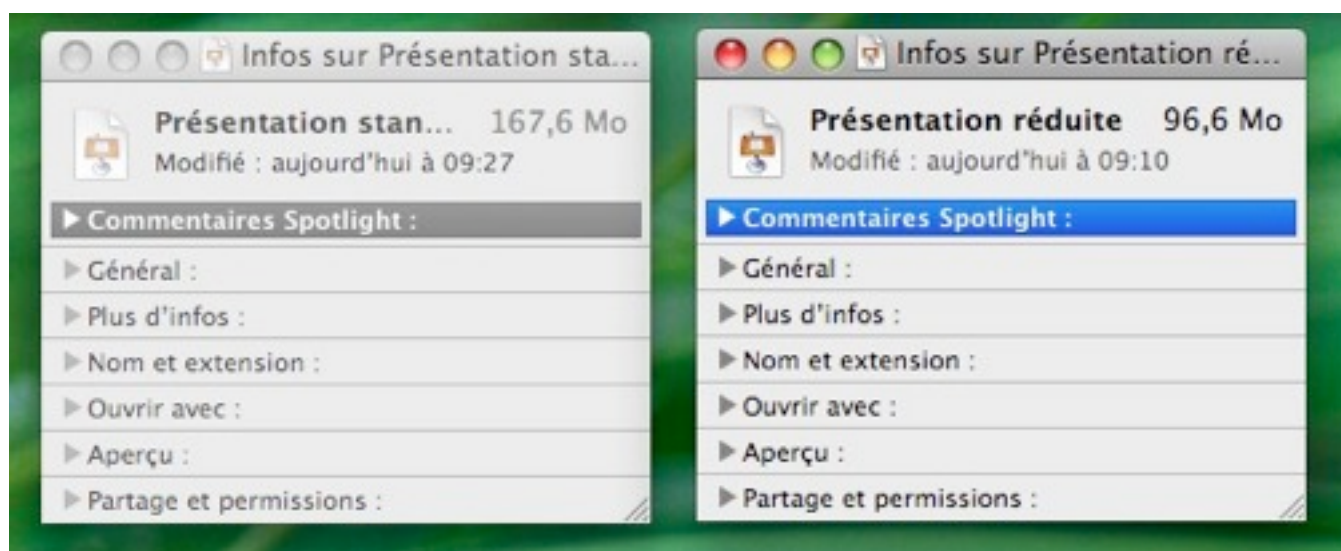 Infos sur Présentation sta...
Présentation stan... 167,6 Mo
Modifié : aujourd'hui à 09:27
Commentaires Spotlight :
Général :
Plus d'infos :
Nom et extension :
Ouvrir avec :
Aperçu :
Partage et permissions :
Infos sur Présentation ré...
Présentation réduite 96,6 Mo
Modifié : aujourd'hui à 09:10
Commentaires Spotlight :
Général :
Plus d'infos :
Nom et extension :
Ouvrir avec :
Aperçu :
Partage et permissions :